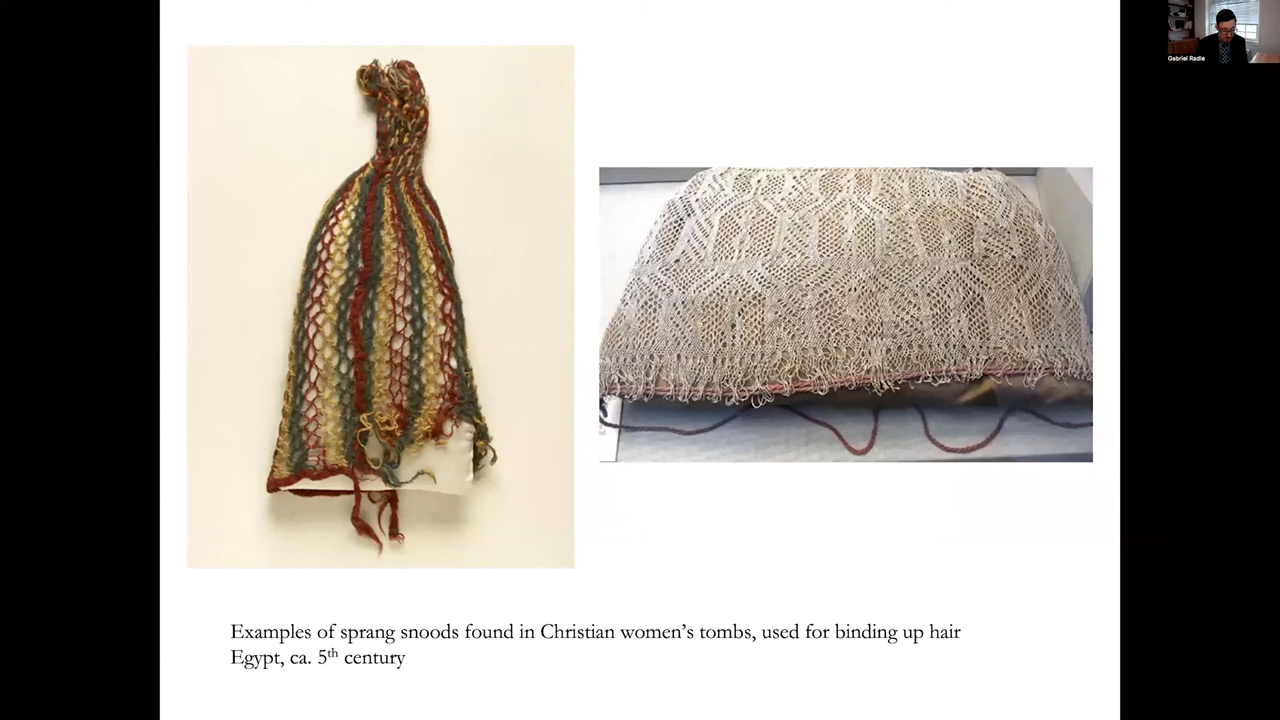 Gabriel Radle
Examples of sprang snoods found in Christian women’s tombs, used for binding up hair
Egypt, ca. 5th century